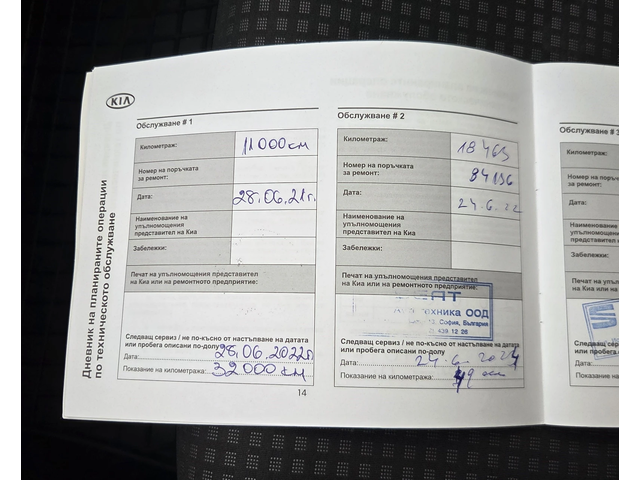 KIA
Дневник на планираните операции
по техническото обслужване
Обслужване # 1
Километраж: 11000км
Номер на поръчката
за ремонт:
Дата: 28.06.21г.
Наименование на
упълномощения
представител на Киа
Забележки:
Печат на упълномощения представител
на Киа или на ремонтното предприятие:
Следващ сервиз / не по-късно от настъпване на датата
или пробега описани по-долу
Дата: 28.06.2022г
Показание на километража: 32000 км
14
Обслужване # 2
Километраж: 18463
Номер на поръчката
за ремонт: 84136
Дата: 24.6.22
Наименование на
упълномощения
представител на Киа
Забележки:
Печат на упълномощения представител
на Киа или на ремонтното предприятие:
техника ООД
София, България
439 12 26
Следващ сервиз / не по-късно от настъпване на датата
или пробега описани по-долу
Дата: 24.6.
Показание на километража:
Обслужване # 3
Километраж:
Номер на поръчката
за ремонт:
Дата:
Наименование на
упълномощения
представител на
Забележки:
Печат на
на Киа или
Следващ сервиз
или пробега
Дата:
Показание на